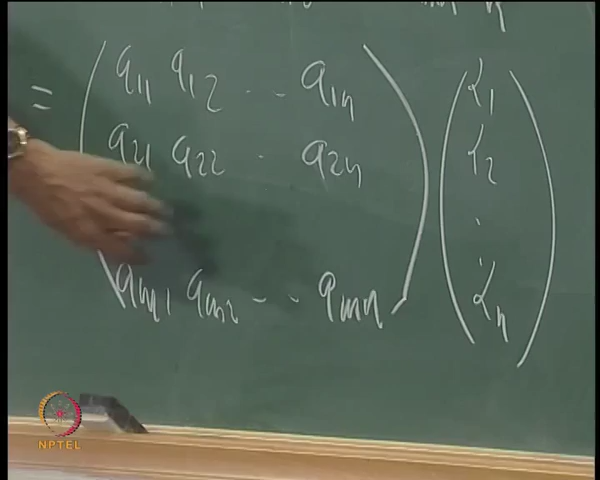 = ( a11 a12 .. a1n ) ( α1
a21 a22 . a2n α2
.
am1 am2 - .. amn ) αn )
NPTEL